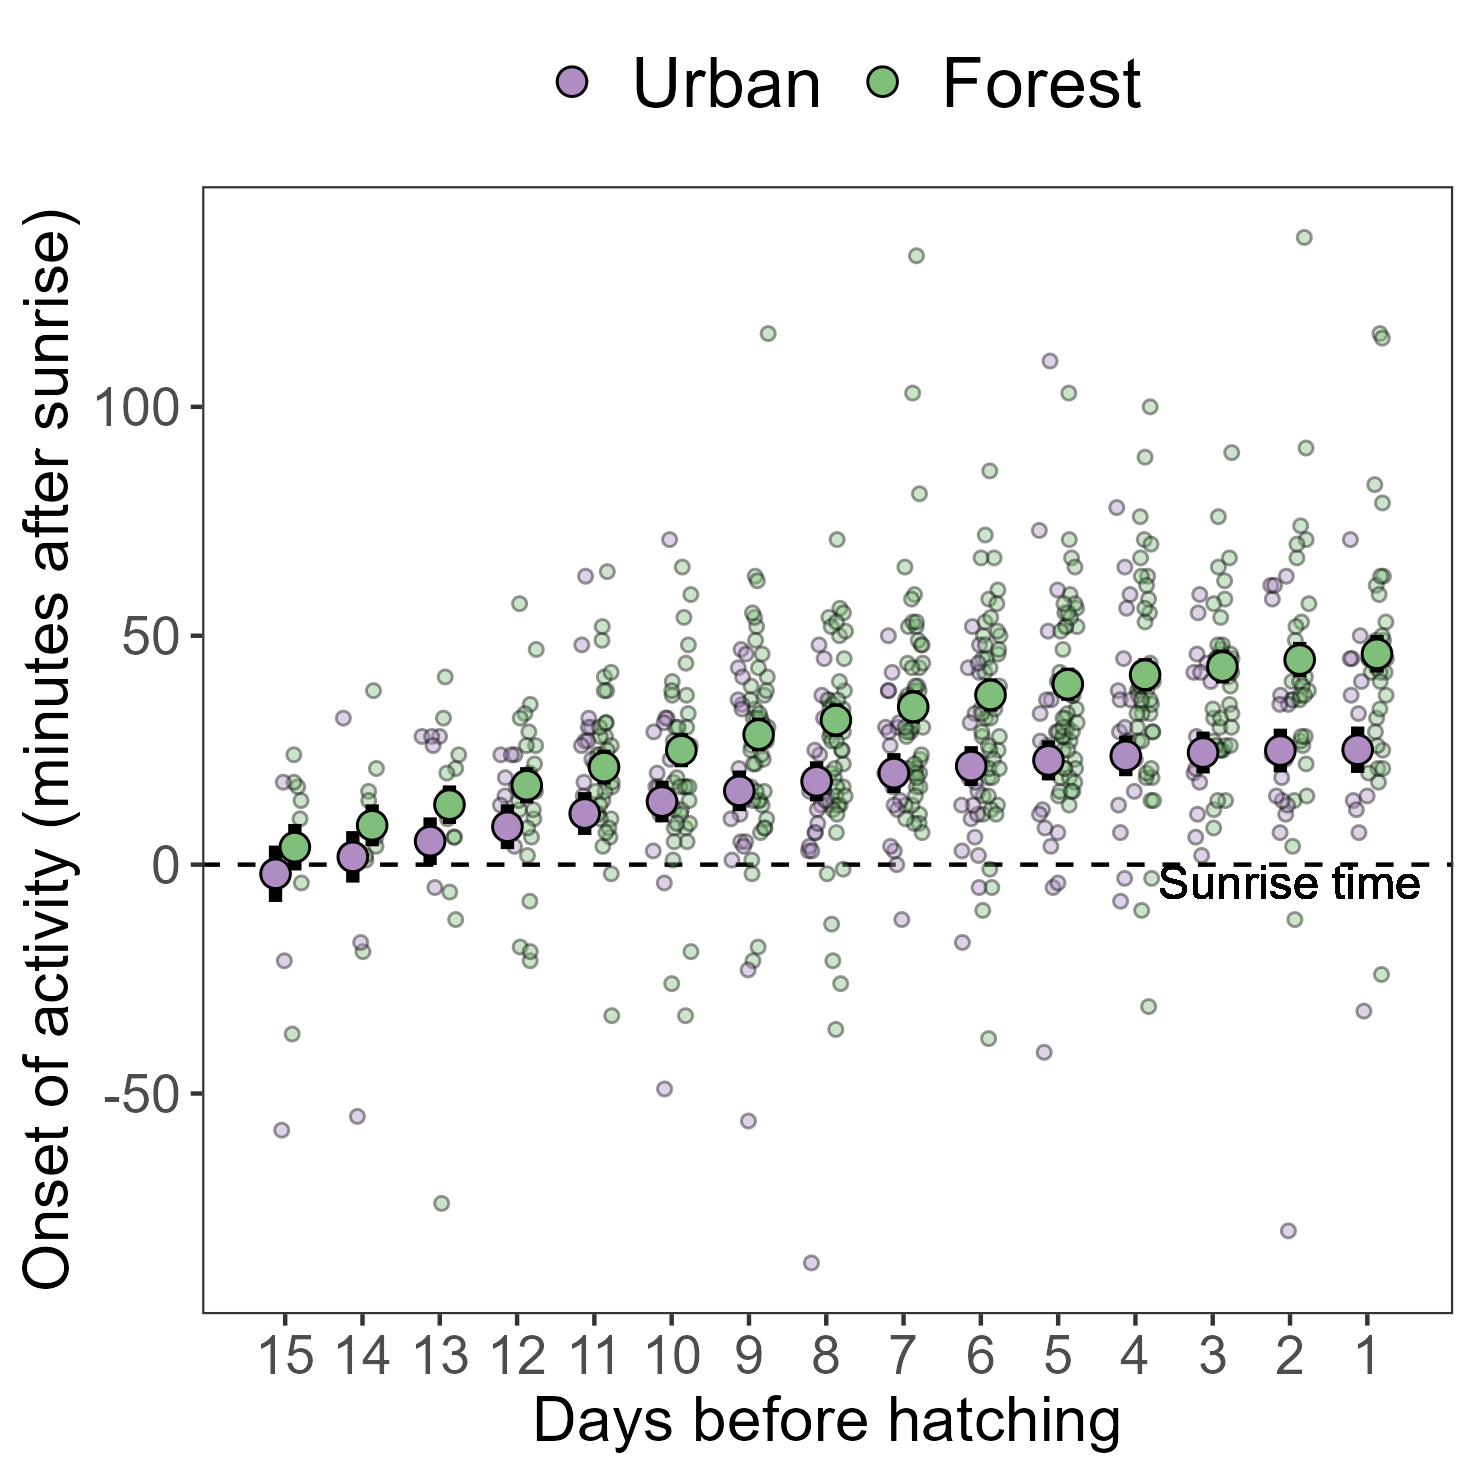 Urban Forest
Onset of activity (minutes after sunrise)
100
50
0
-50
Sunrise time
15 14 13 12 11 10 9 8 7 6 5 4 3 2 1
Days before hatching